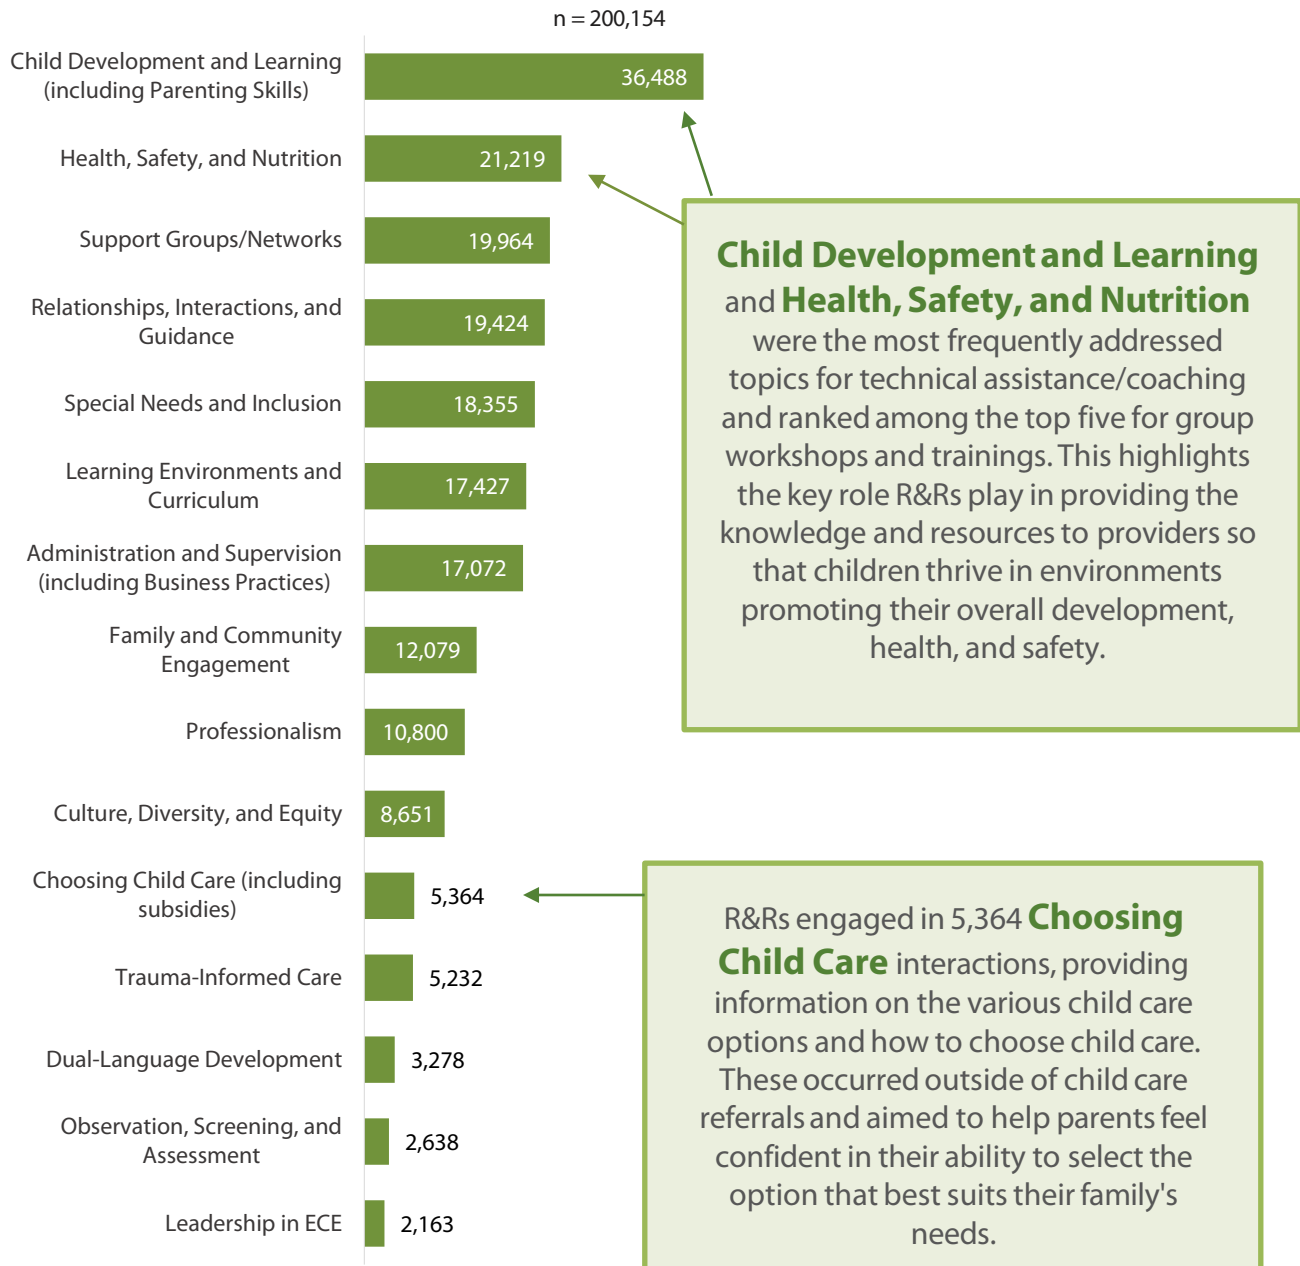 n = 200,154
Child Development and Learning
(including Parenting Skills)
36,488
Health, Safety, and Nutrition
21,219
Support Groups/Networks
19,964
Relationships, Interactions, and
Guidance
19,424
Special Needs and Inclusion
18,355
Learning Environments and
Curriculum
17,427
Administration and Supervision
(including Business Practices)
17,072
Family and Community
Engagement
12,079
Professionalism
10,800
Culture, Diversity, and Equity
8,651
Choosing Child Care (including
subsidies)
5,364
Trauma-Informed Care
5,232
Dual-Language Development
3,278
Observation, Screening, and
Assessment
2,638
Leadership in ECE
2,163
Child Development and Learning
and Health, Safety, and Nutrition
were the most frequently addressed
topics for technical assistance/coaching
and ranked among the top five for group
workshops and trainings. This highlights
the key role R&Rs play in providing the
knowledge and resources to providers so
that children thrive in environments
promoting their overall development,
health, and safety.
R&Rs engaged in 5,364 Choosing
Child Care interactions, providing
information on the various child care
options and how to choose child care.
These occurred outside of child care
referrals and aimed to help parents feel
confident in their ability to select the
option that best suits their family's
needs.